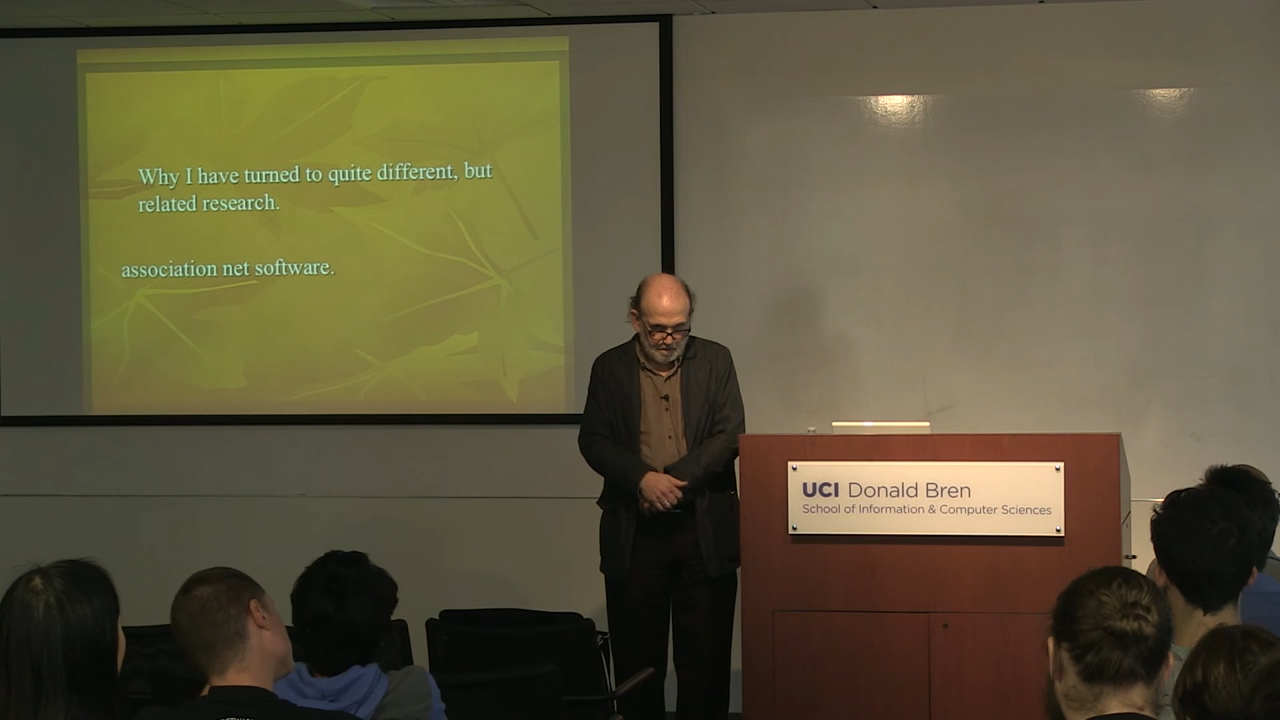 Why I have turned to quite different, but
related research.
association net software.
UCI Donald Bren
School of Information & Computer Sciences